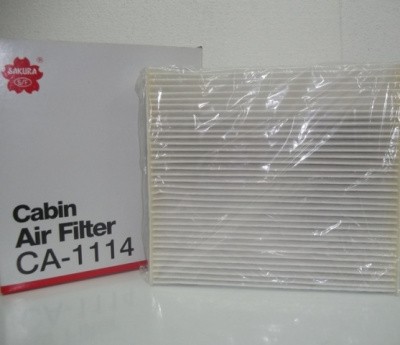 SAKURA
Cabin
Air Filter
CA-1114